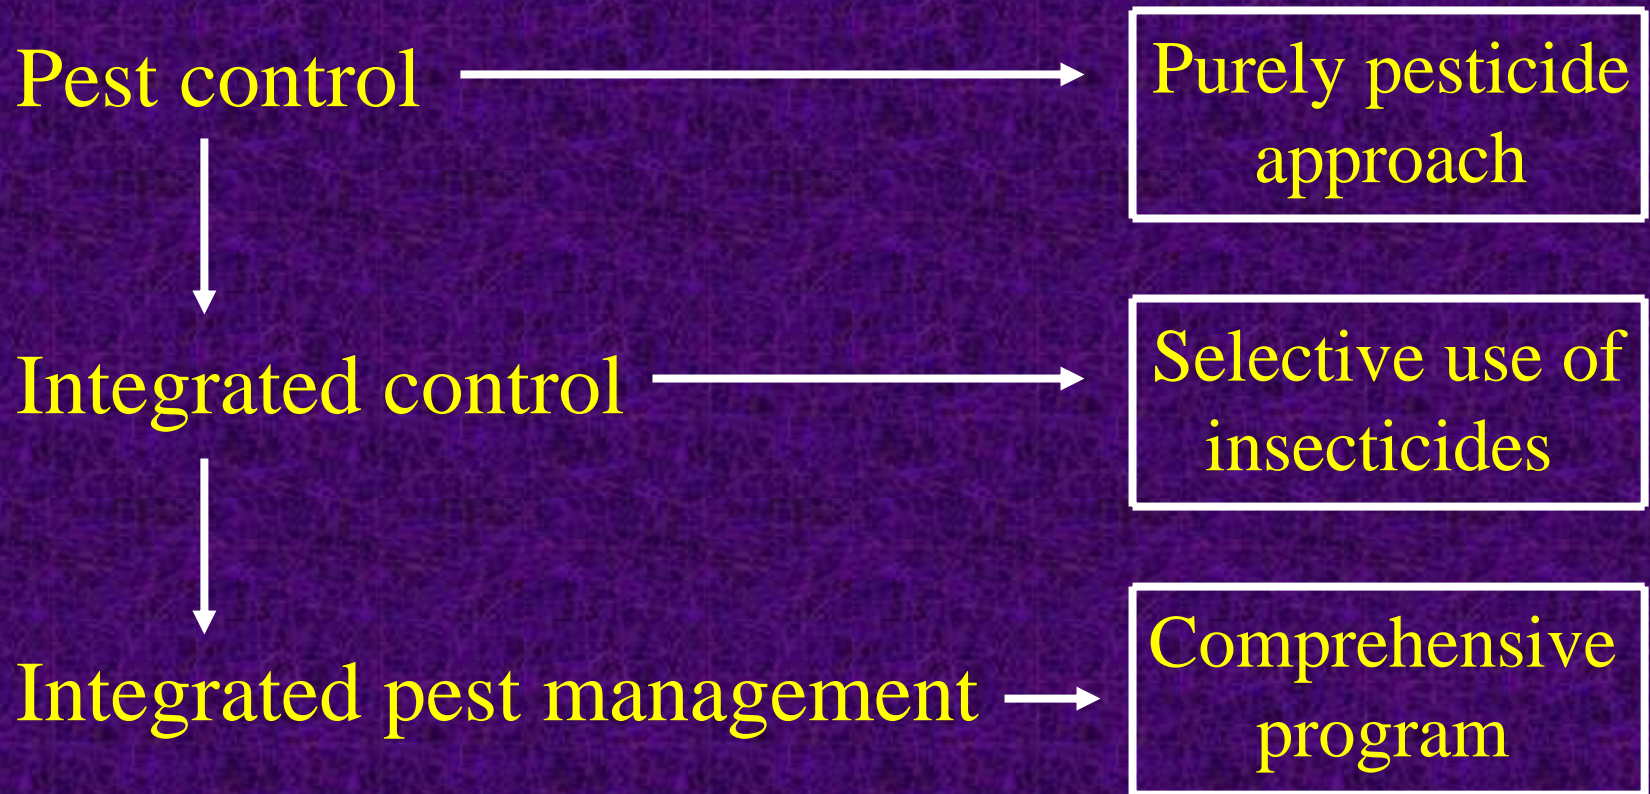 Pest control
Purely pesticide
approach
Integrated control
Selective use of
insecticides
Integrated pest management
Comprehensive
program